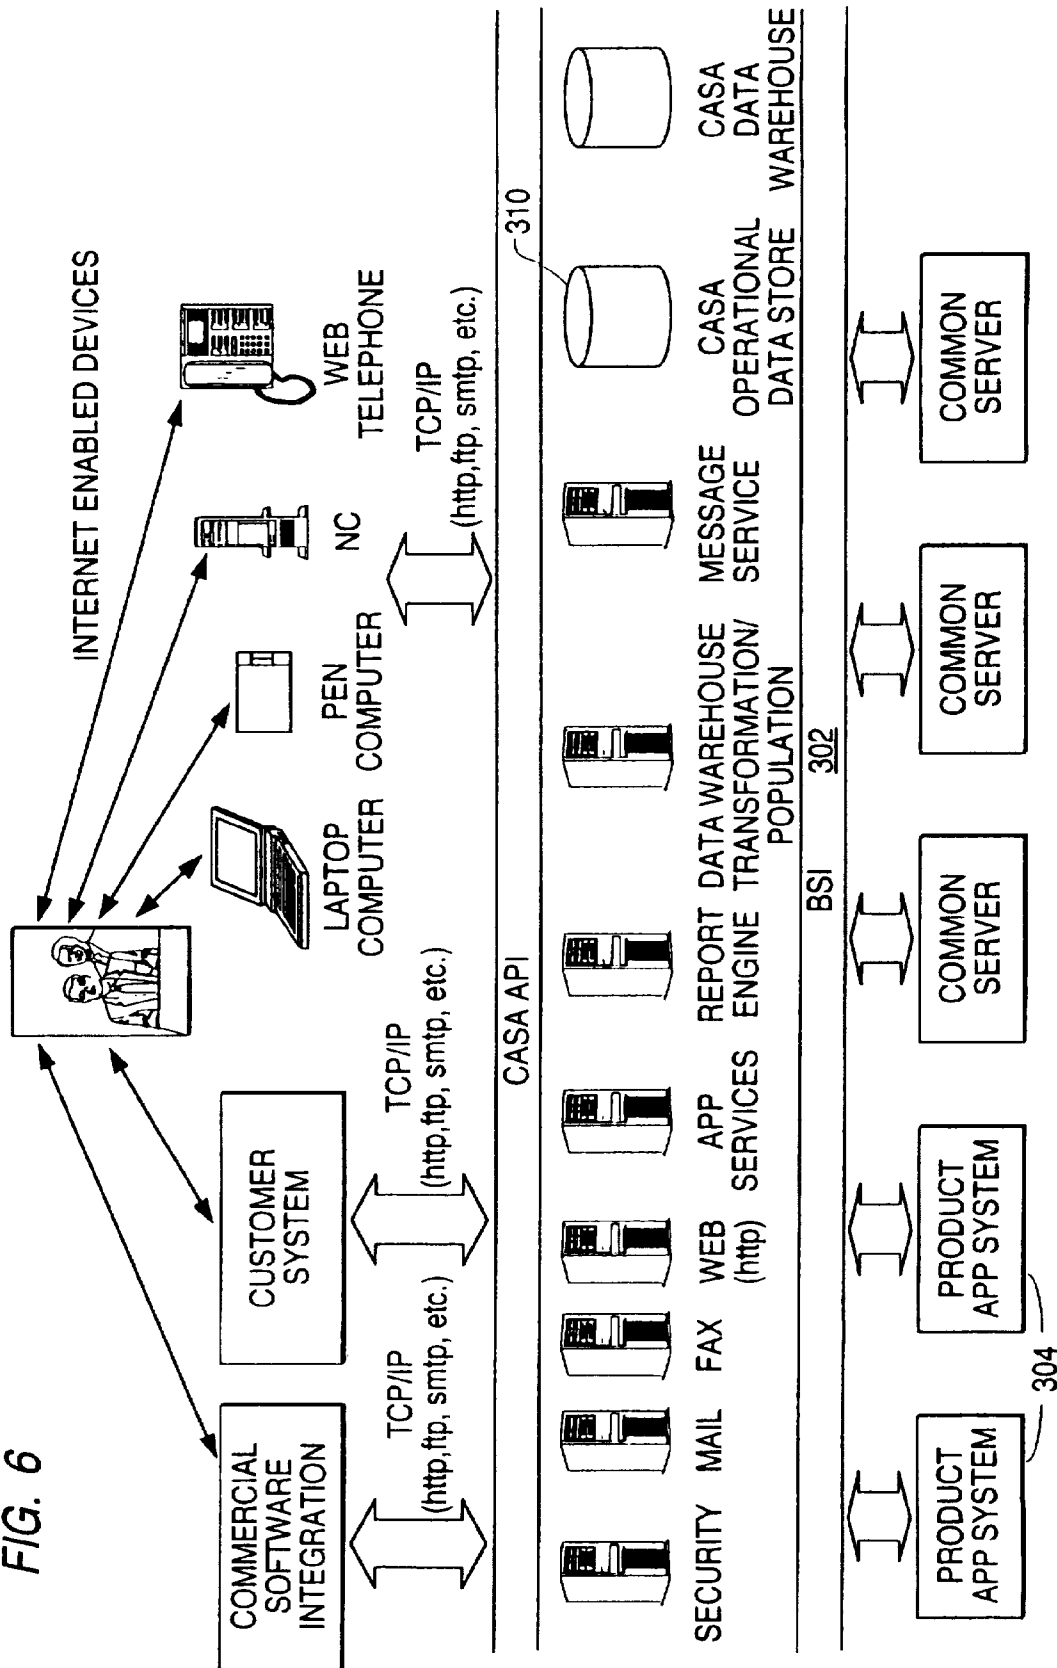 FIG. 6
INTERNET ENABLED DEVICES
COMMERCIAL
SOFTWARE
INTEGRATION
CUSTOMER
SYSTEM
LAPTOP
COMPUTER
PEN
COMPUTER
NC
WEB
TELEPHONE
TCP/IP
(http,ftp, smtp, etc.)
TCP/IP
(http,ftp, smtp, etc.)
TCP/IP
(http,ftp, smtp, etc.)
CASA API
310
SECURITY
MAIL
FAX
WEB
(http)
APP
SERVICES
REPORT
ENGINE
DATA WAREHOUSE
TRANSFORMATION/
POPULATION
MESSAGE
SERVICE
CASA
OPERATIONAL
DATA STORE
CASA
DATA
WAREHOUSE
BSI
302
PRODUCT
APP SYSTEM
PRODUCT
APP SYSTEM
COMMON
SERVER
COMMON
SERVER
COMMON
SERVER
304